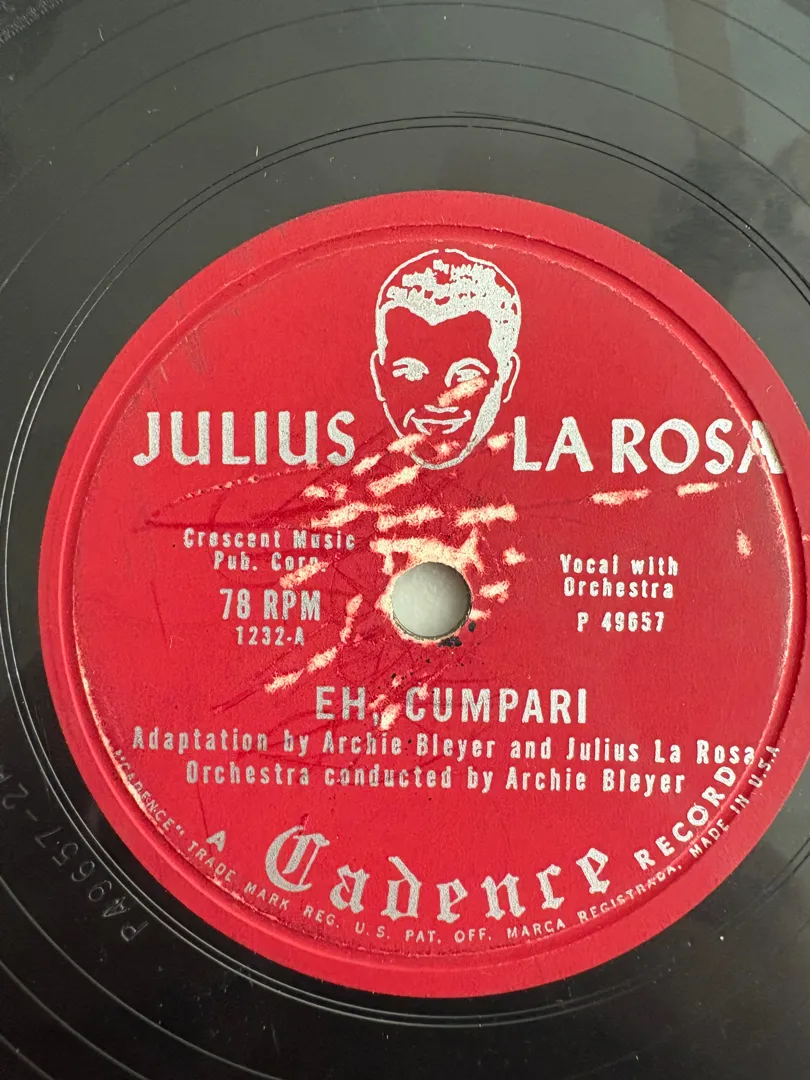 JULIUS LA ROSA
Crescent Music
Pub. Corp.
78 RPM
1232-A
Vocal with
Orchestra
P 49657
EH, CUMPARI
Adaptation by Archie Bleyer and Julius La Rosa
Orchestra conducted by Archie Bleyer
A Cadence RECORD
"CADENCE" TRADE MARK REG. U.S. PAT. OFF. MARCA REGISTRADA. MADE IN U.S.A